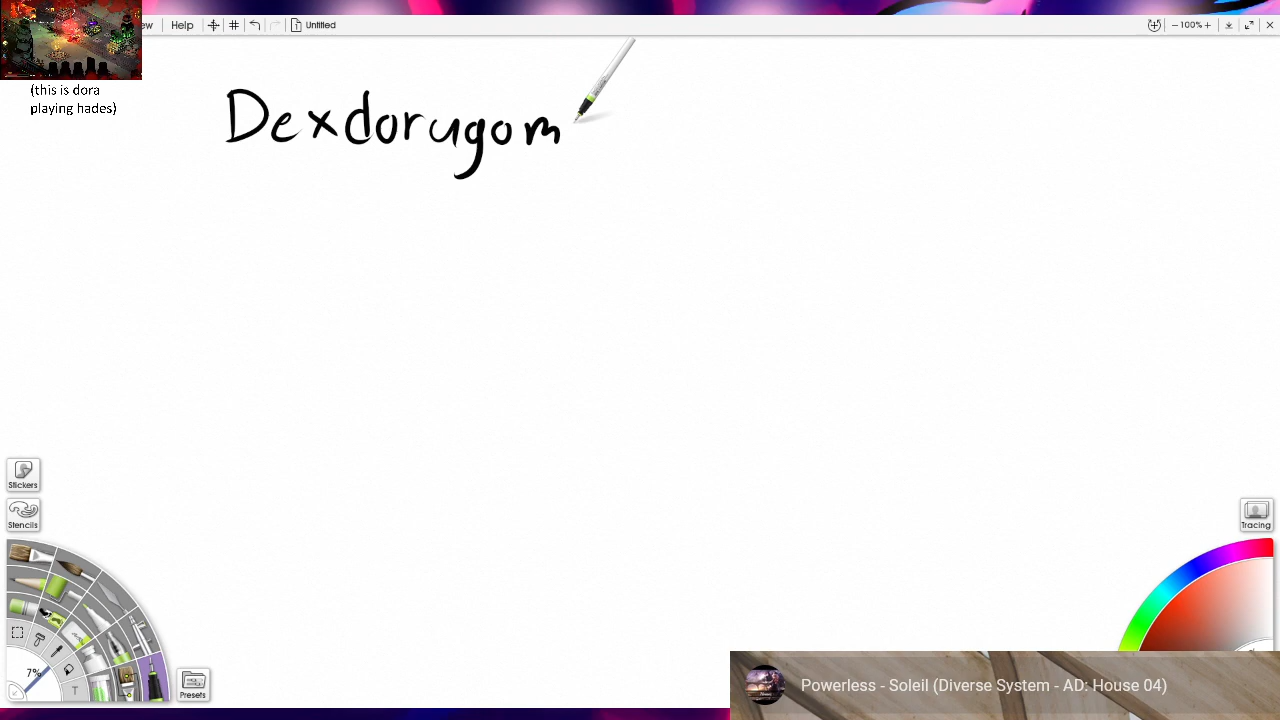 ew Help Untitled 100%
(this is dora
playing hades)
Dexdorugom
Stickers
Stencils
Tracing
7%
T
Presets
Powerless - Soleil (Diverse System - AD: House 04)